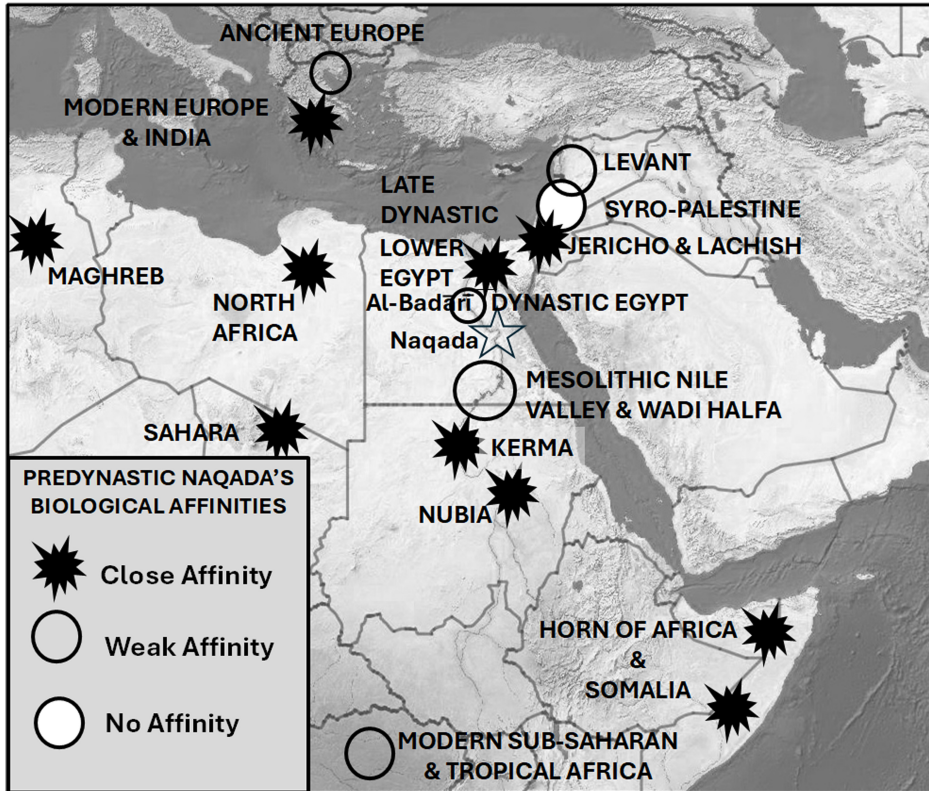 ANCIENT EUROPE
MODERN EUROPE
& INDIA
LEVANT
LATE
DYNASTIC
SYRO-PALESTINE
LOWER
EGYPT
JERICHO & LACHISH
MAGHREB
NORTH
AFRICA
Al-Badārī
DYNASTIC EGYPT
Naqada
MESOLITHIC NILE
VALLEY & WADI HALFA
SAHARA
KERMA
NUBIA
PREDYNASTIC NAQADA’S
BIOLOGICAL AFFINITIES
Close Affinity
Weak Affinity
No Affinity
HORN OF AFRICA
&
SOMALIA
MODERN SUB-SAHARAN
& TROPICAL AFRICA